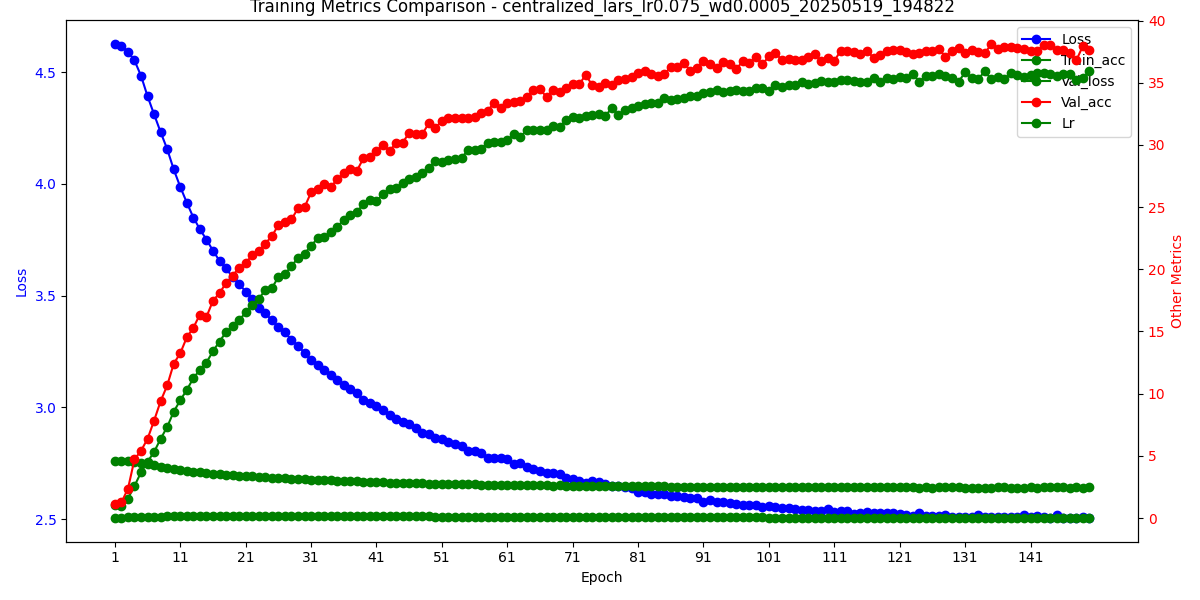 Training Metrics Comparison - centralized_lars_lr0.075_wd0.0005_20250519_194822
Loss
Train_acc
Val_loss
Val_acc
Lr
4.5
4.0
3.5
3.0
2.5
Loss
40
35
30
25
20
15
10
5
0
Other Metrics
1 11 21 31 41 51 61 71 81 91 101 111 121 131 141
Epoch